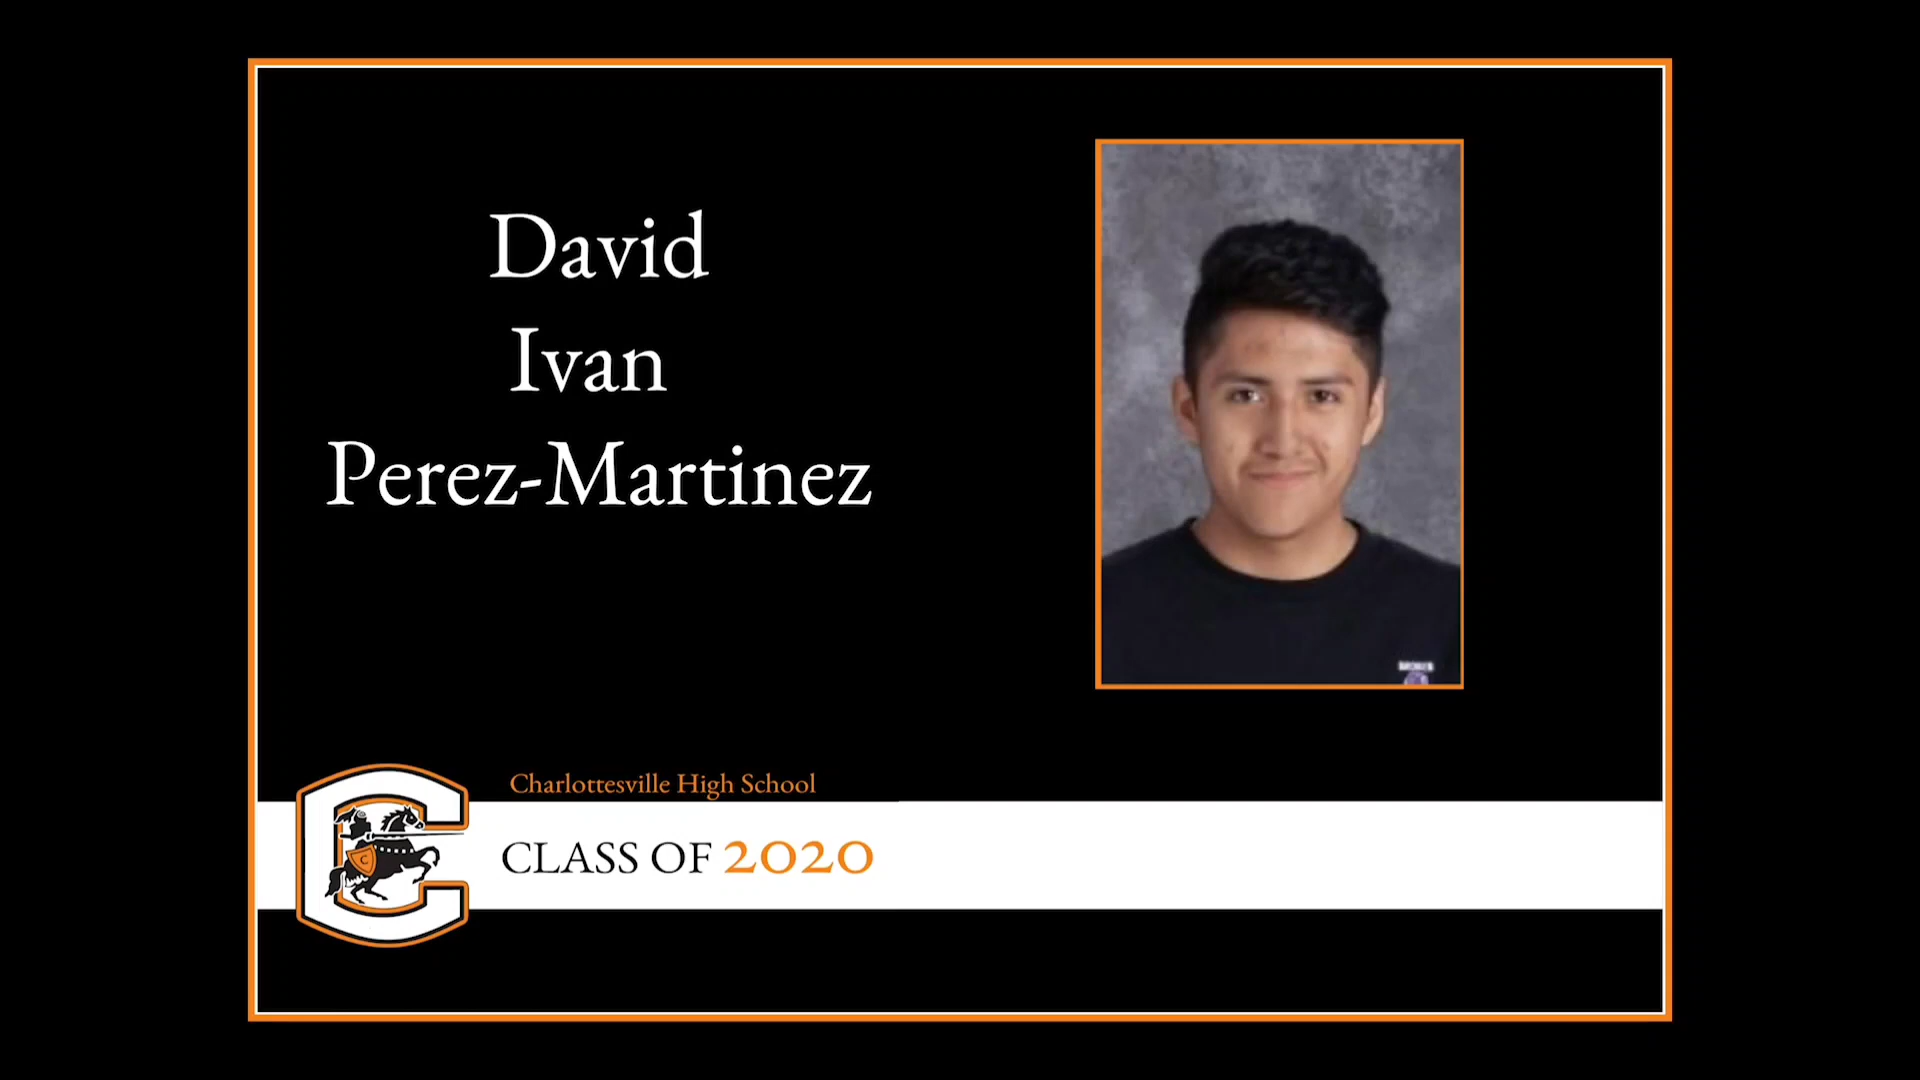 David
Ivan
Perez-Martinez
Charlottesville High School
CLASS OF 2020
C